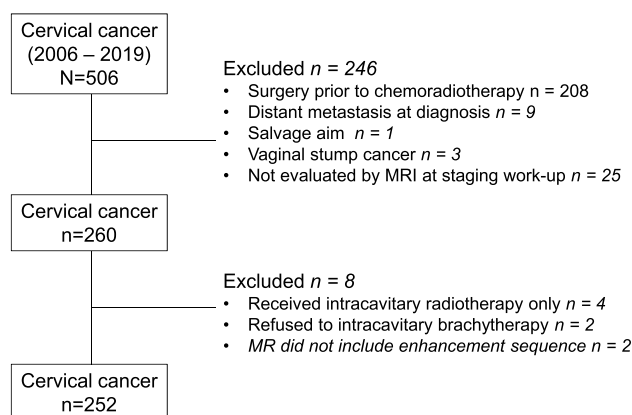 Cervical cancer
(2006 – 2019)
N=506
Excluded n = 246
• Surgery prior to chemoradiotherapy n = 208
• Distant metastasis at diagnosis n = 9
• Salvage aim n = 1
• Vaginal stump cancer n = 3
• Not evaluated by MRI at staging work-up n = 25
Cervical cancer
n=260
Excluded n = 8
• Received intracavitary radiotherapy only n = 4
• Refused to intracavitary brachytherapy n = 2
• MR did not include enhancement sequence n = 2
Cervical cancer
n=252